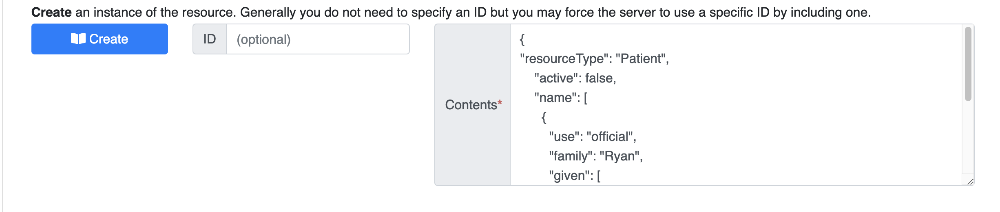 Create an instance of the resource. Generally you do not need to specify an ID but you may force the server to use a specific ID by including one.
Create
ID (optional)
Contents*
{
"resourceType": "Patient",
"active": false,
"name": [
{
"use": "official",
"family": "Ryan",
"given": [